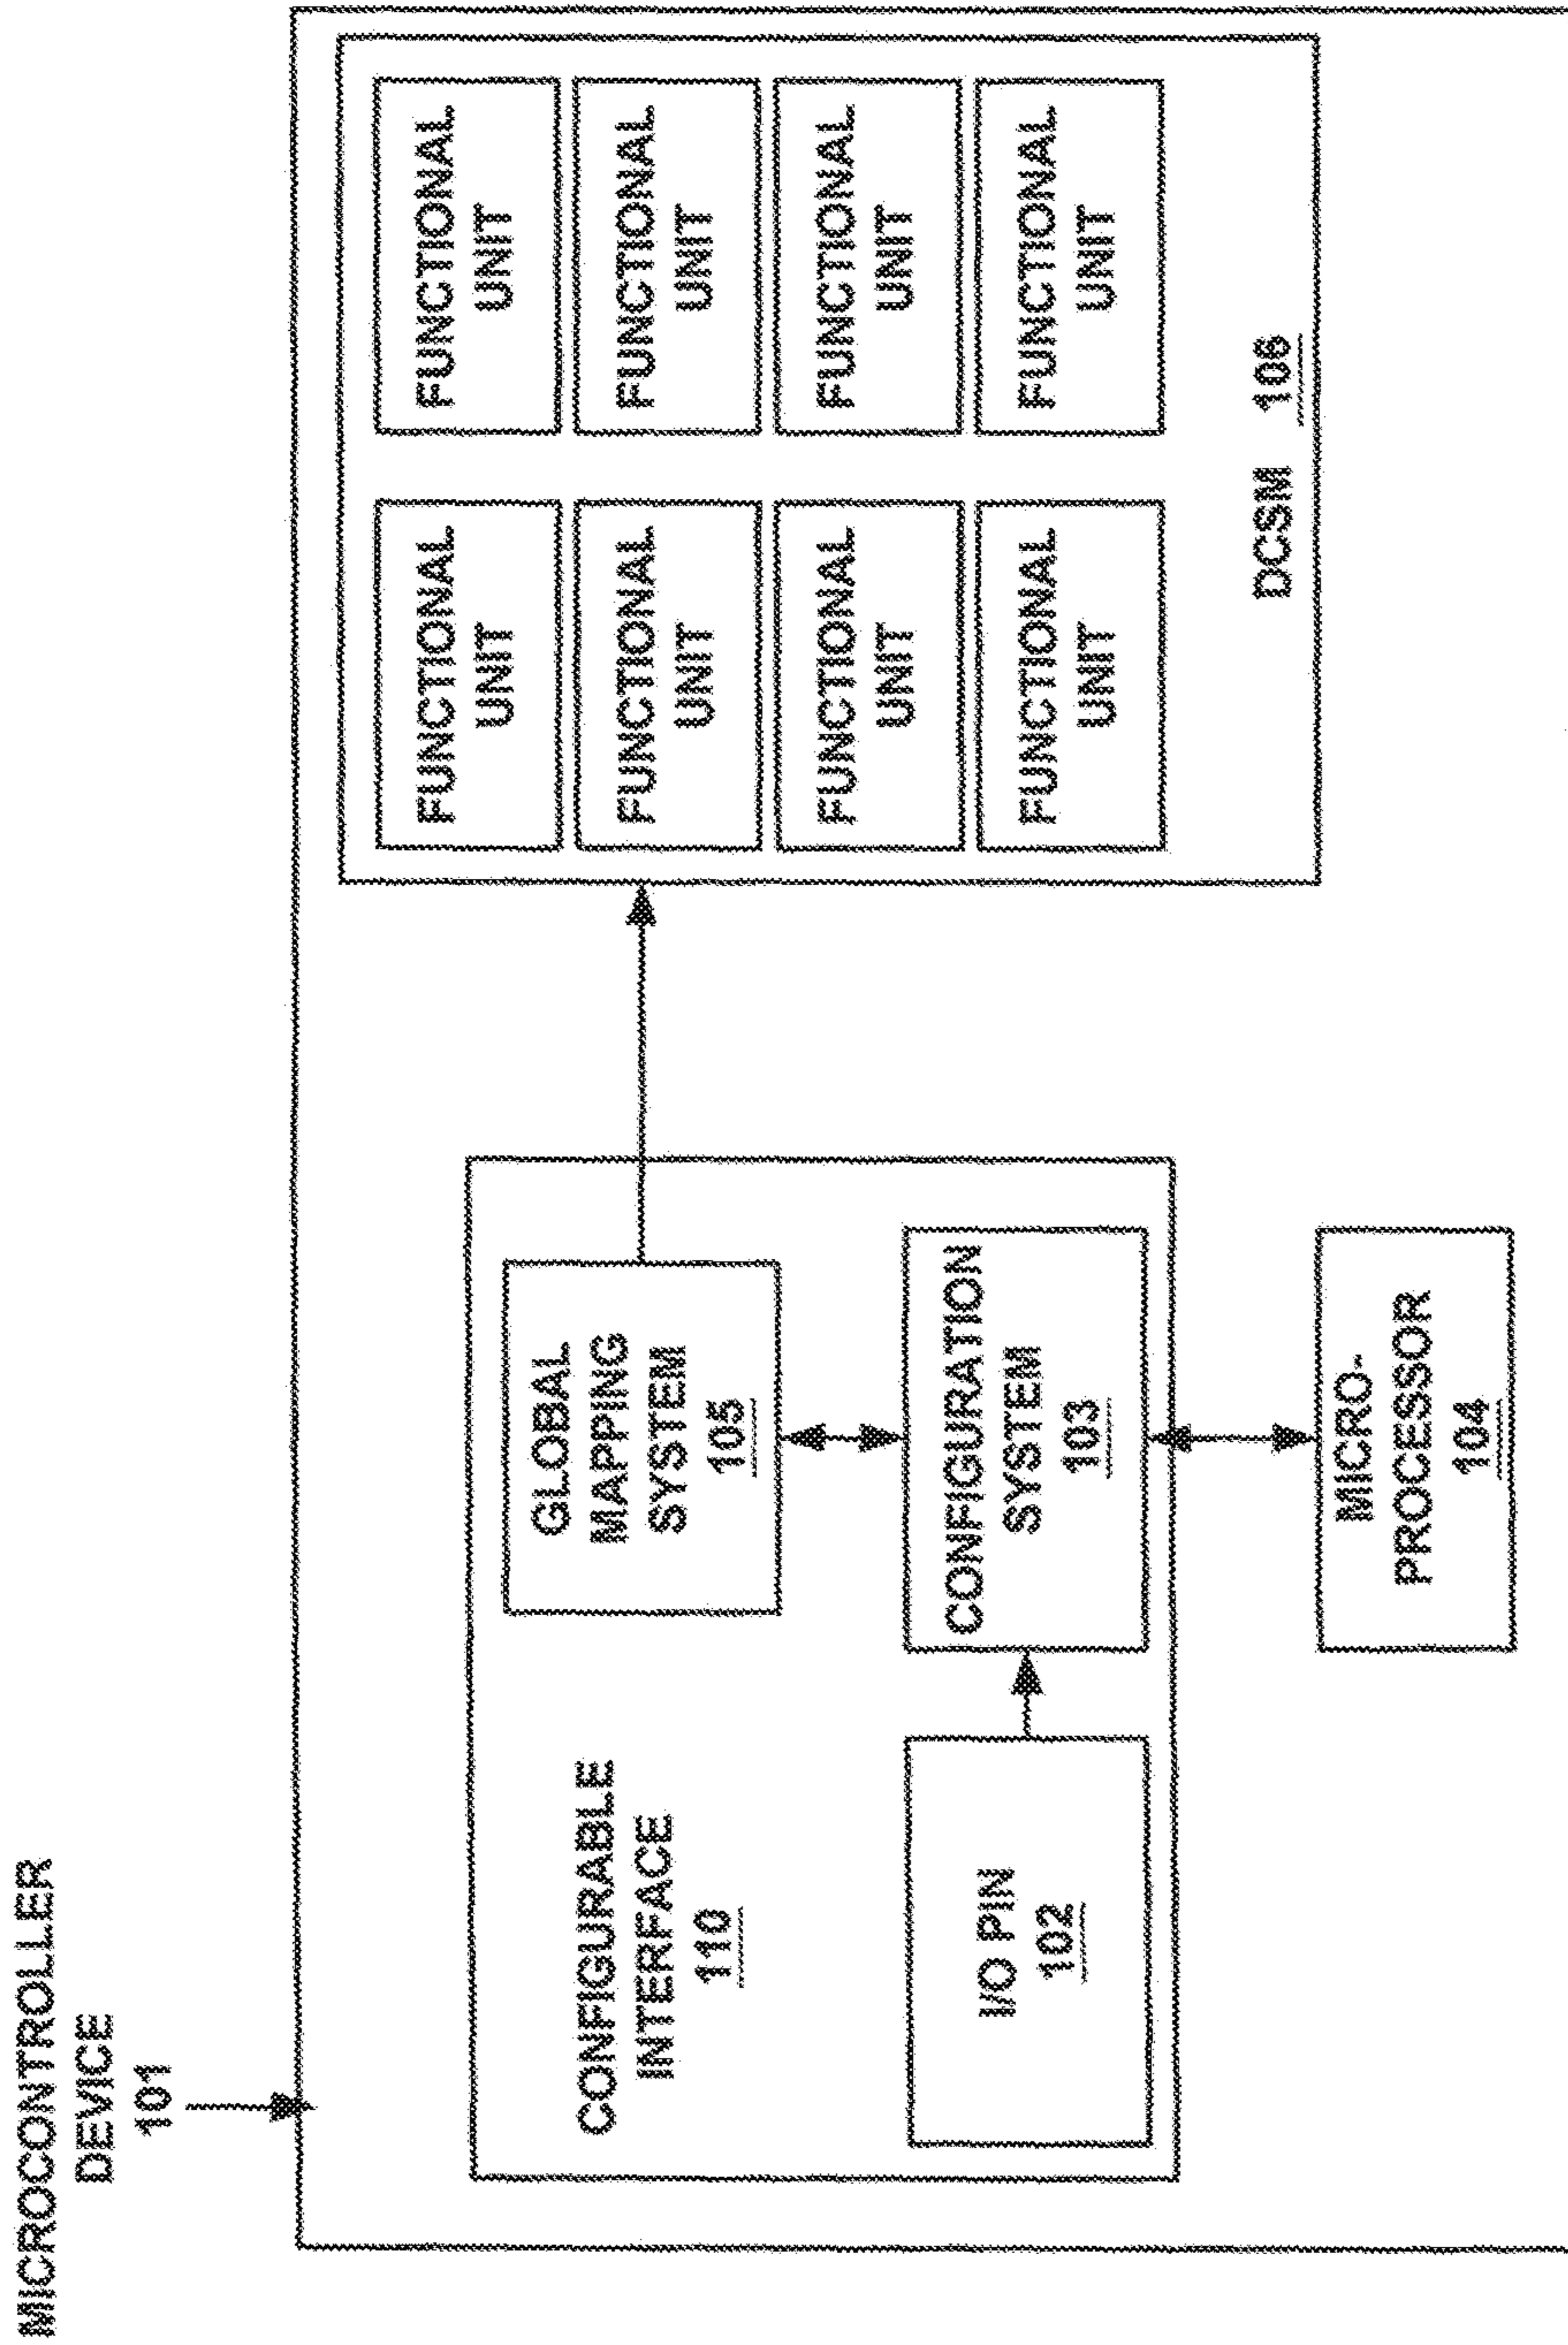 MICROCONTROLLER
DEVICE
101
CONFIGURABLE
INTERFACE
110
GLOBAL
MAPPING
SYSTEM
105
I/O PIN
102
CONFIGURATION
SYSTEM
103
MICRO-
PROCESSOR
104
FUNCTIONAL
UNIT
FUNCTIONAL
UNIT
FUNCTIONAL
UNIT
FUNCTIONAL
UNIT
FUNCTIONAL
UNIT
FUNCTIONAL
UNIT
FUNCTIONAL
UNIT
FUNCTIONAL
UNIT
DCSM 106